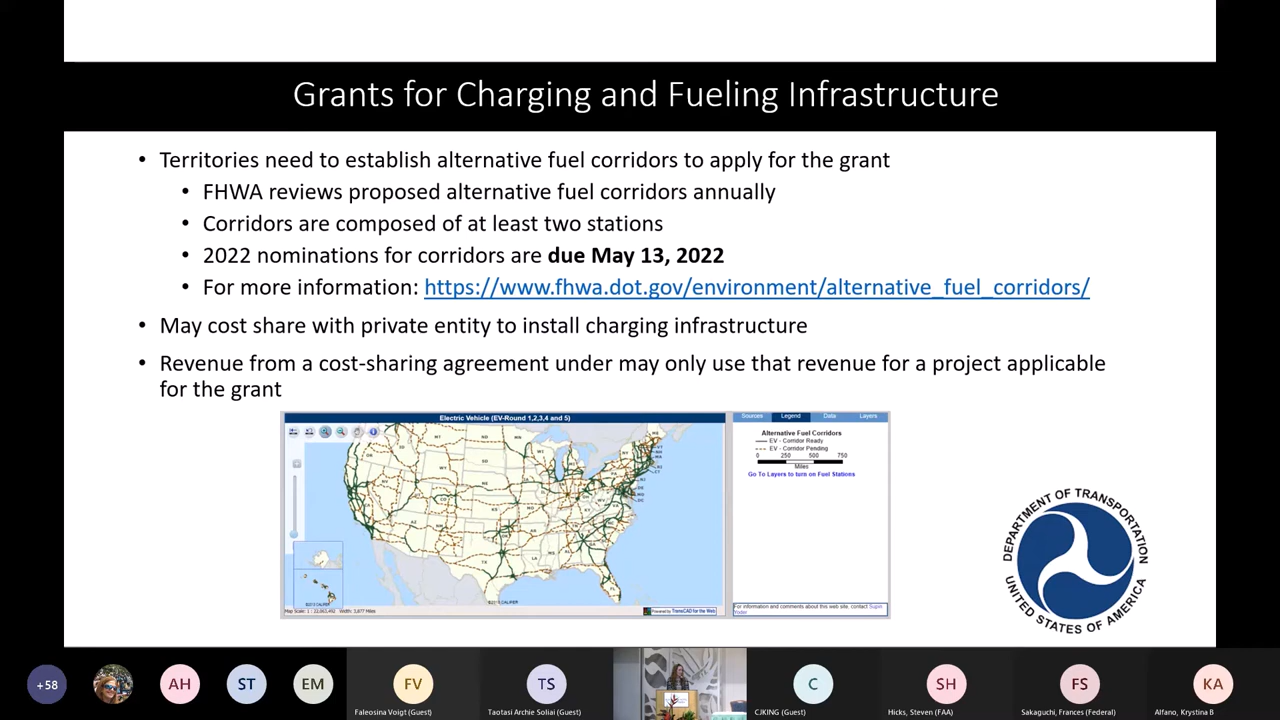 Grants for Charging and Fueling Infrastructure
• Territories need to establish alternative fuel corridors to apply for the grant
• FHWA reviews proposed alternative fuel corridors annually
• Corridors are composed of at least two stations
• 2022 nominations for corridors are due May 13, 2022
• For more information: https://www.fhwa.dot.gov/environment/alternative_fuel_corridors/
• May cost share with private entity to install charging infrastructure
• Revenue from a cost-sharing agreement under may only use that revenue for a project applicable
for the grant
Electric Vehicle (EV-Round 1,2,3,4 and 5)
Sources Legend Data Layers
Alternative Fuel Corridors
EV - Corridor Ready
EV - Corridor Pending
0 250 500 750
Miles
Go To Layers to turn on Fuel Stations
Powered by TransCAD for the Web
For information and comments about this web site, contact Supin
Yoder
DEPARTMENT OF TRANSPORTATION
UNITED STATES OF AMERICA
+58
AH
ST
EM
FV
Faleosina Voigt (Guest)
TS
Taotasi Archie Soliai (Guest)
C
CJKING (Guest)
SH
Hicks, Steven (FAA)
FS
Sakaguchi, Frances (Federal)
KA
Alfano, Krystina B